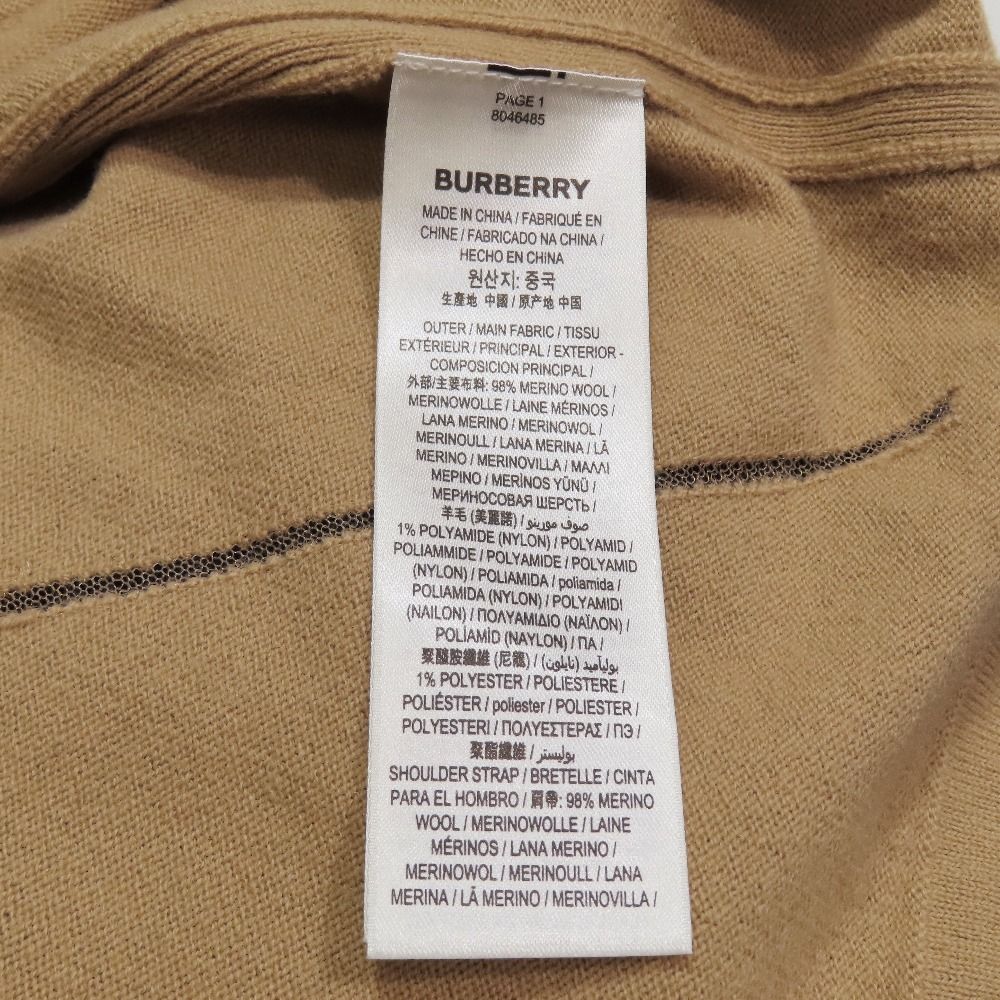 PAGE 1
8046485
BURBERRY
MADE IN CHINA / FABRIQUÉ EN
CHINE / FABRICADO NA CHINA /
HECHO EN CHINA
원산지: 중국
生產地 中國 / 原产地 中国
OUTER / MAIN FABRIC / TISSU
EXTÉRIEUR / PRINCIPAL / EXTERIOR -
COMPOSICION PRINCIPAL /
外部/主要布料: 98% MERINO WOOL /
MERINOWOLLE / LAINE MÉRINOS /
LANA MERINO / MERINOWOL /
MERINOULL / LANA MERINA / LÃ
MERINO / MERINOVILLA / ΜΑΛΛΙ
ΜΕΡΙΝΟ / MERİNOS YÜNÜ /
МЕРИНОСОВАЯ ШЕРСТЬ /
羊毛 (美麗諾) / صوف مورينو
1% POLYAMIDE (NYLON) / POLYAMID /
POLIAMMIDE / POLYAMIDE / POLYAMID
(NYLON) / POLIAMIDA / poliamida /
POLIAMIDA (NYLON) / POLYAMIDI
(NAILON) / ΠΟΛΥΑΜΙΔΙΟ (ΝΑΪΛΟΝ) /
POLİAMİD (NAYLON) / ПА /
聚醯胺纖維 (尼龍) / بوليآميد (نايلون)
1% POLYESTER / POLIESTERE /
POLIÉSTER / poliester / POLIESTER /
POLYESTERI / ΠΟΛΥΕΣΤΕΡΑΣ / ПЭ /
聚酯纖維 / بوليستر
SHOULDER STRAP / BRETELLE / CINTA
PARA EL HOMBRO / 肩帶: 98% MERINO
WOOL / MERINOWOLLE / LAINE
MÉRINOS / LANA MERINO /
MERINOWOL / MERINOULL / LANA
MERINA / LÃ MERINO / MERINOVILLA /